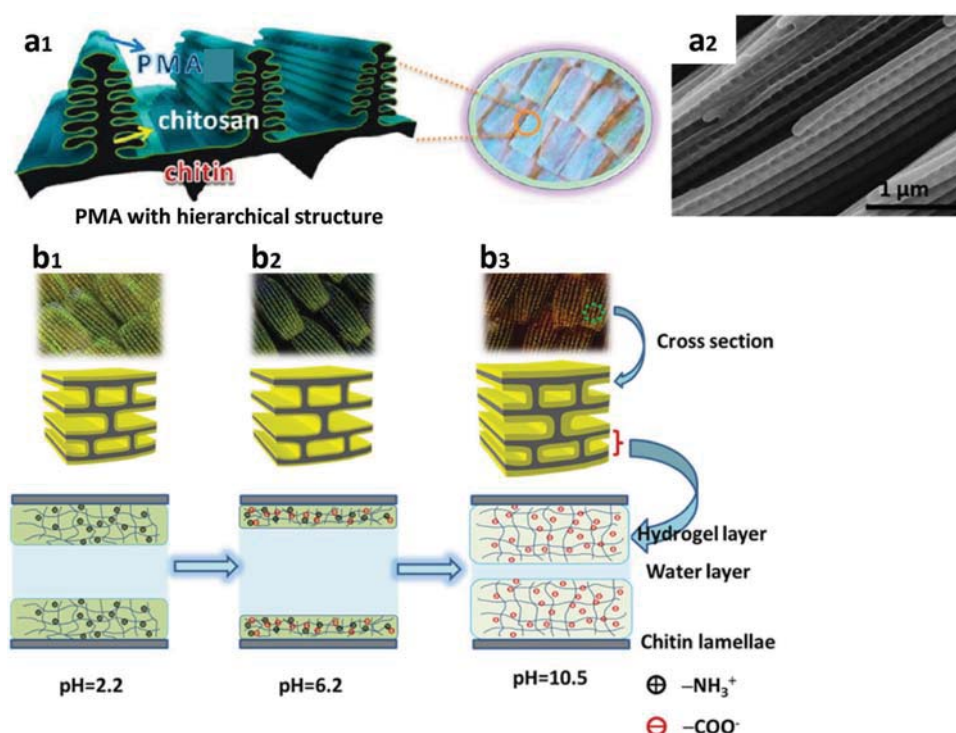 a1
PMA
chitosan
chitin
PMA with hierarchical structure
a2
1 µm
b1
b2
b3
Cross section
Hydrogel layer
Water layer
Chitin lamellae
pH=2.2
pH=6.2
pH=10.5
⊕ –NH₃⁺
⊖ –COO⁻